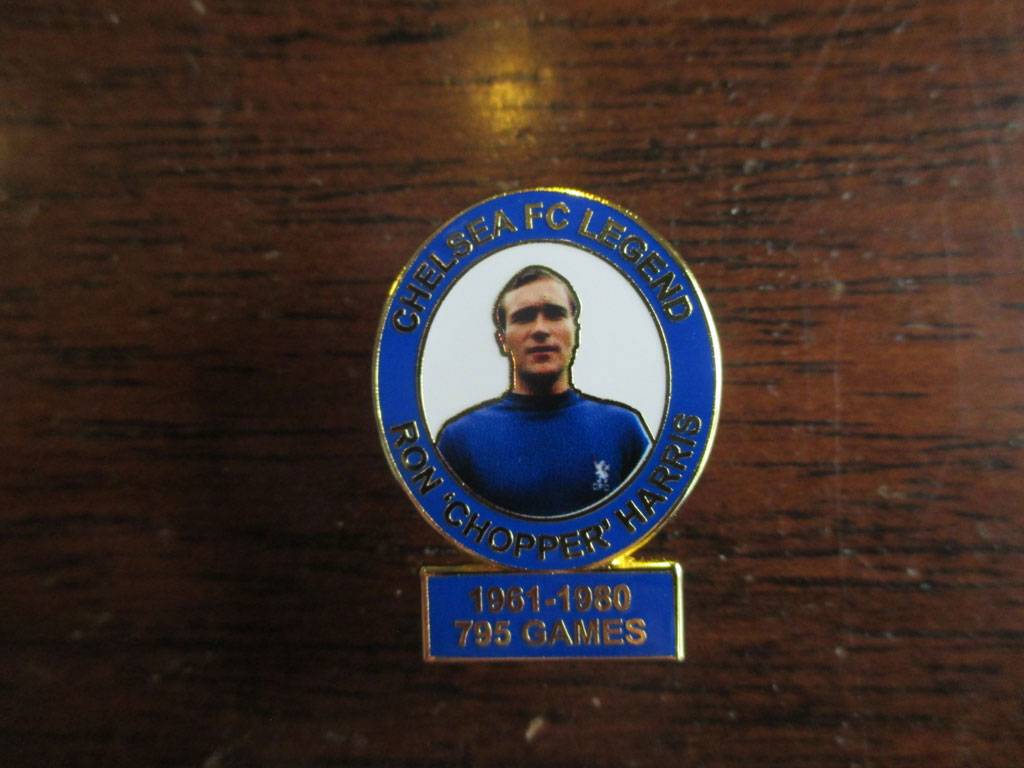 CHELSEA FC LEGEND
RON 'CHOPPER' HARRIS
1961-1980
795 GAMES